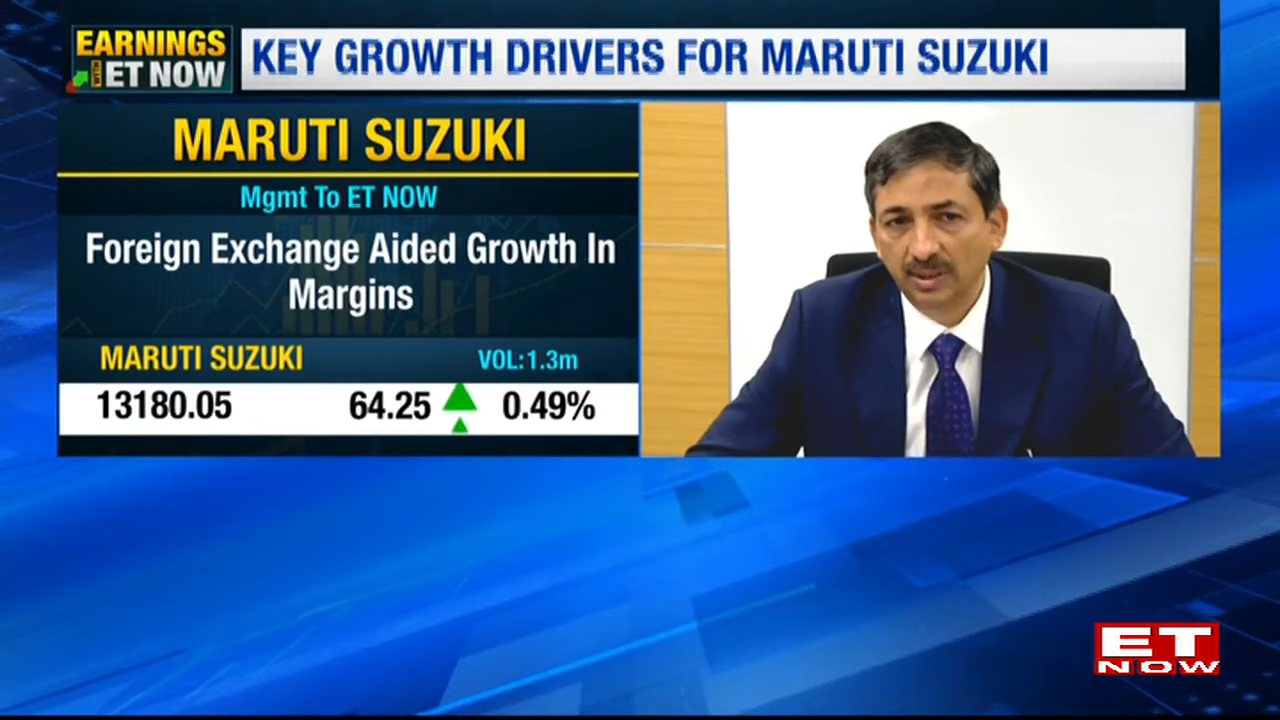 EARNINGS
WITH
ET NOW
KEY GROWTH DRIVERS FOR MARUTI SUZUKI
MARUTI SUZUKI
Mgmt To ET NOW
Foreign Exchange Aided Growth In
Margins
MARUTI SUZUKI VOL:1.3m
13180.05 64.25 0.49%
ET
NOW